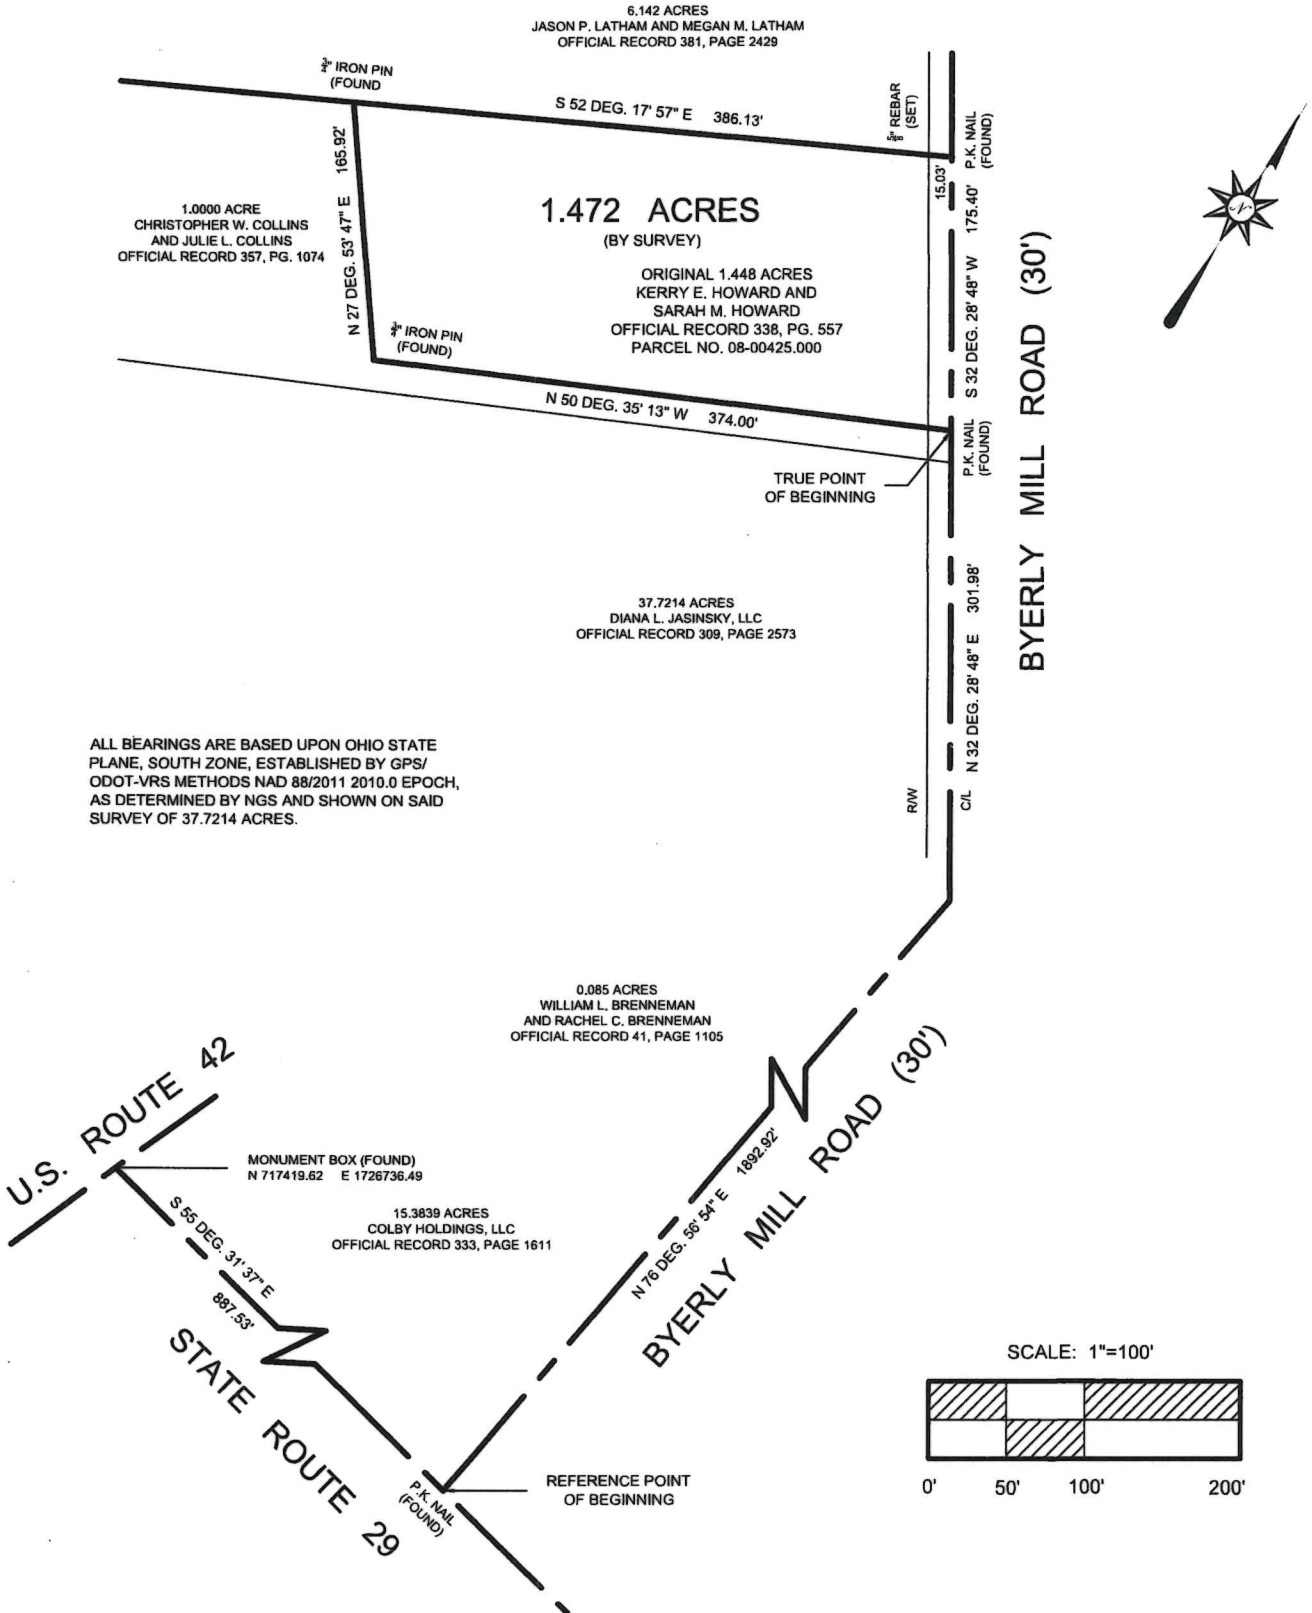 6.142 ACRES
JASON P. LATHAM AND MEGAN M. LATHAM
OFFICIAL RECORD 381, PAGE 2429
3/4" IRON PIN
(FOUND
S 52 DEG. 17' 57" E 386.13'
5/8" REBAR
(SET)
P.K. NAIL
(FOUND)
15.03'
N 27 DEG. 53' 47" E 165.92'
1.0000 ACRE
CHRISTOPHER W. COLLINS
AND JULIE L. COLLINS
OFFICIAL RECORD 357, PG. 1074
1.472 ACRES
(BY SURVEY)
ORIGINAL 1.448 ACRES
KERRY E. HOWARD AND
SARAH M. HOWARD
OFFICIAL RECORD 338, PG. 557
PARCEL NO. 08-00425.000
S 32 DEG. 28' 48" W 175.40'
BYERLY MILL ROAD (30')
N
3/4" IRON PIN
(FOUND)
N 50 DEG. 35' 13" W 374.00'
P.K. NAIL
(FOUND)
TRUE POINT
OF BEGINNING
37.7214 ACRES
DIANA L. JASINSKY, LLC
OFFICIAL RECORD 309, PAGE 2573
N 32 DEG. 28' 48" E 301.98'
ALL BEARINGS ARE BASED UPON OHIO STATE
PLANE, SOUTH ZONE, ESTABLISHED BY GPS/
ODOT-VRS METHODS NAD 88/2011 2010.0 EPOCH,
AS DETERMINED BY NGS AND SHOWN ON SAID
SURVEY OF 37.7214 ACRES.
R/W
C/L
0.085 ACRES
WILLIAM L. BRENNEMAN
AND RACHEL C. BRENNEMAN
OFFICIAL RECORD 41, PAGE 1105
U.S. ROUTE 42
MONUMENT BOX (FOUND)
N 717419.62 E 1726736.49
15.3839 ACRES
COLBY HOLDINGS, LLC
OFFICIAL RECORD 333, PAGE 1611
S 55 DEG. 31' 37" E
887.53'
STATE ROUTE 29
N 76 DEG. 56' 54" E 1892.92'
BYERLY MILL ROAD (30')
P.K. NAIL
(FOUND)
REFERENCE POINT
OF BEGINNING
SCALE: 1"=100'
0' 50' 100' 200'